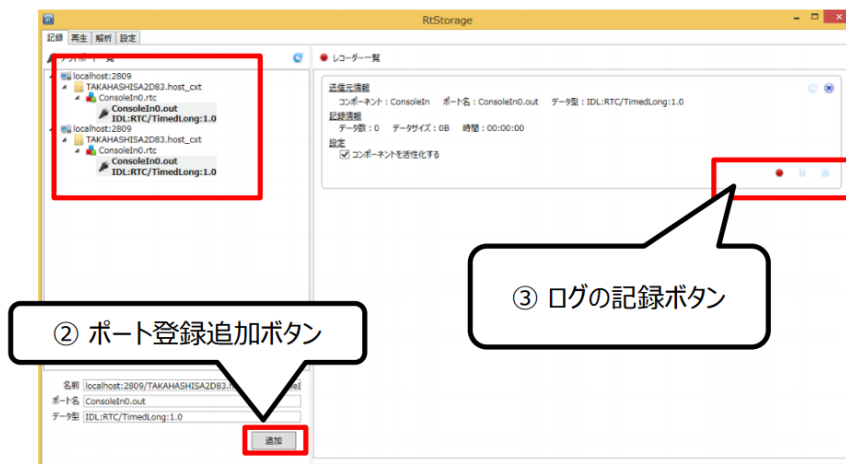 RtStorage
記録 再生 解析 設定
レコーダー一覧
localhost:2809
TAKAHASHISA2D83.host_cxt
ConsoleIn0.rtc
ConsoleIn0.out
IDL:RTC/TimedLong:1.0
localhost:2809
TAKAHASHISA2D83.host_cxt
ConsoleIn0.rtc
ConsoleIn0.out
IDL:RTC/TimedLong:1.0
送信元情報
コンポーネント : ConsoleIn ポート名 : ConsoleIn0.out データ型 : IDL:RTC/TimedLong:1.0
記録情報
データ数 : 0 データサイズ : 0B 時間 : 00:00:00
設定
コンポーネントを活性化する
③ ログの記録ボタン
② ポート登録追加ボタン
名前 localhost:2809/TAKAHASHISA2D83.h
ポート名 ConsoleIn0.out
データ型 IDL:RTC/TimedLong:1.0
追加